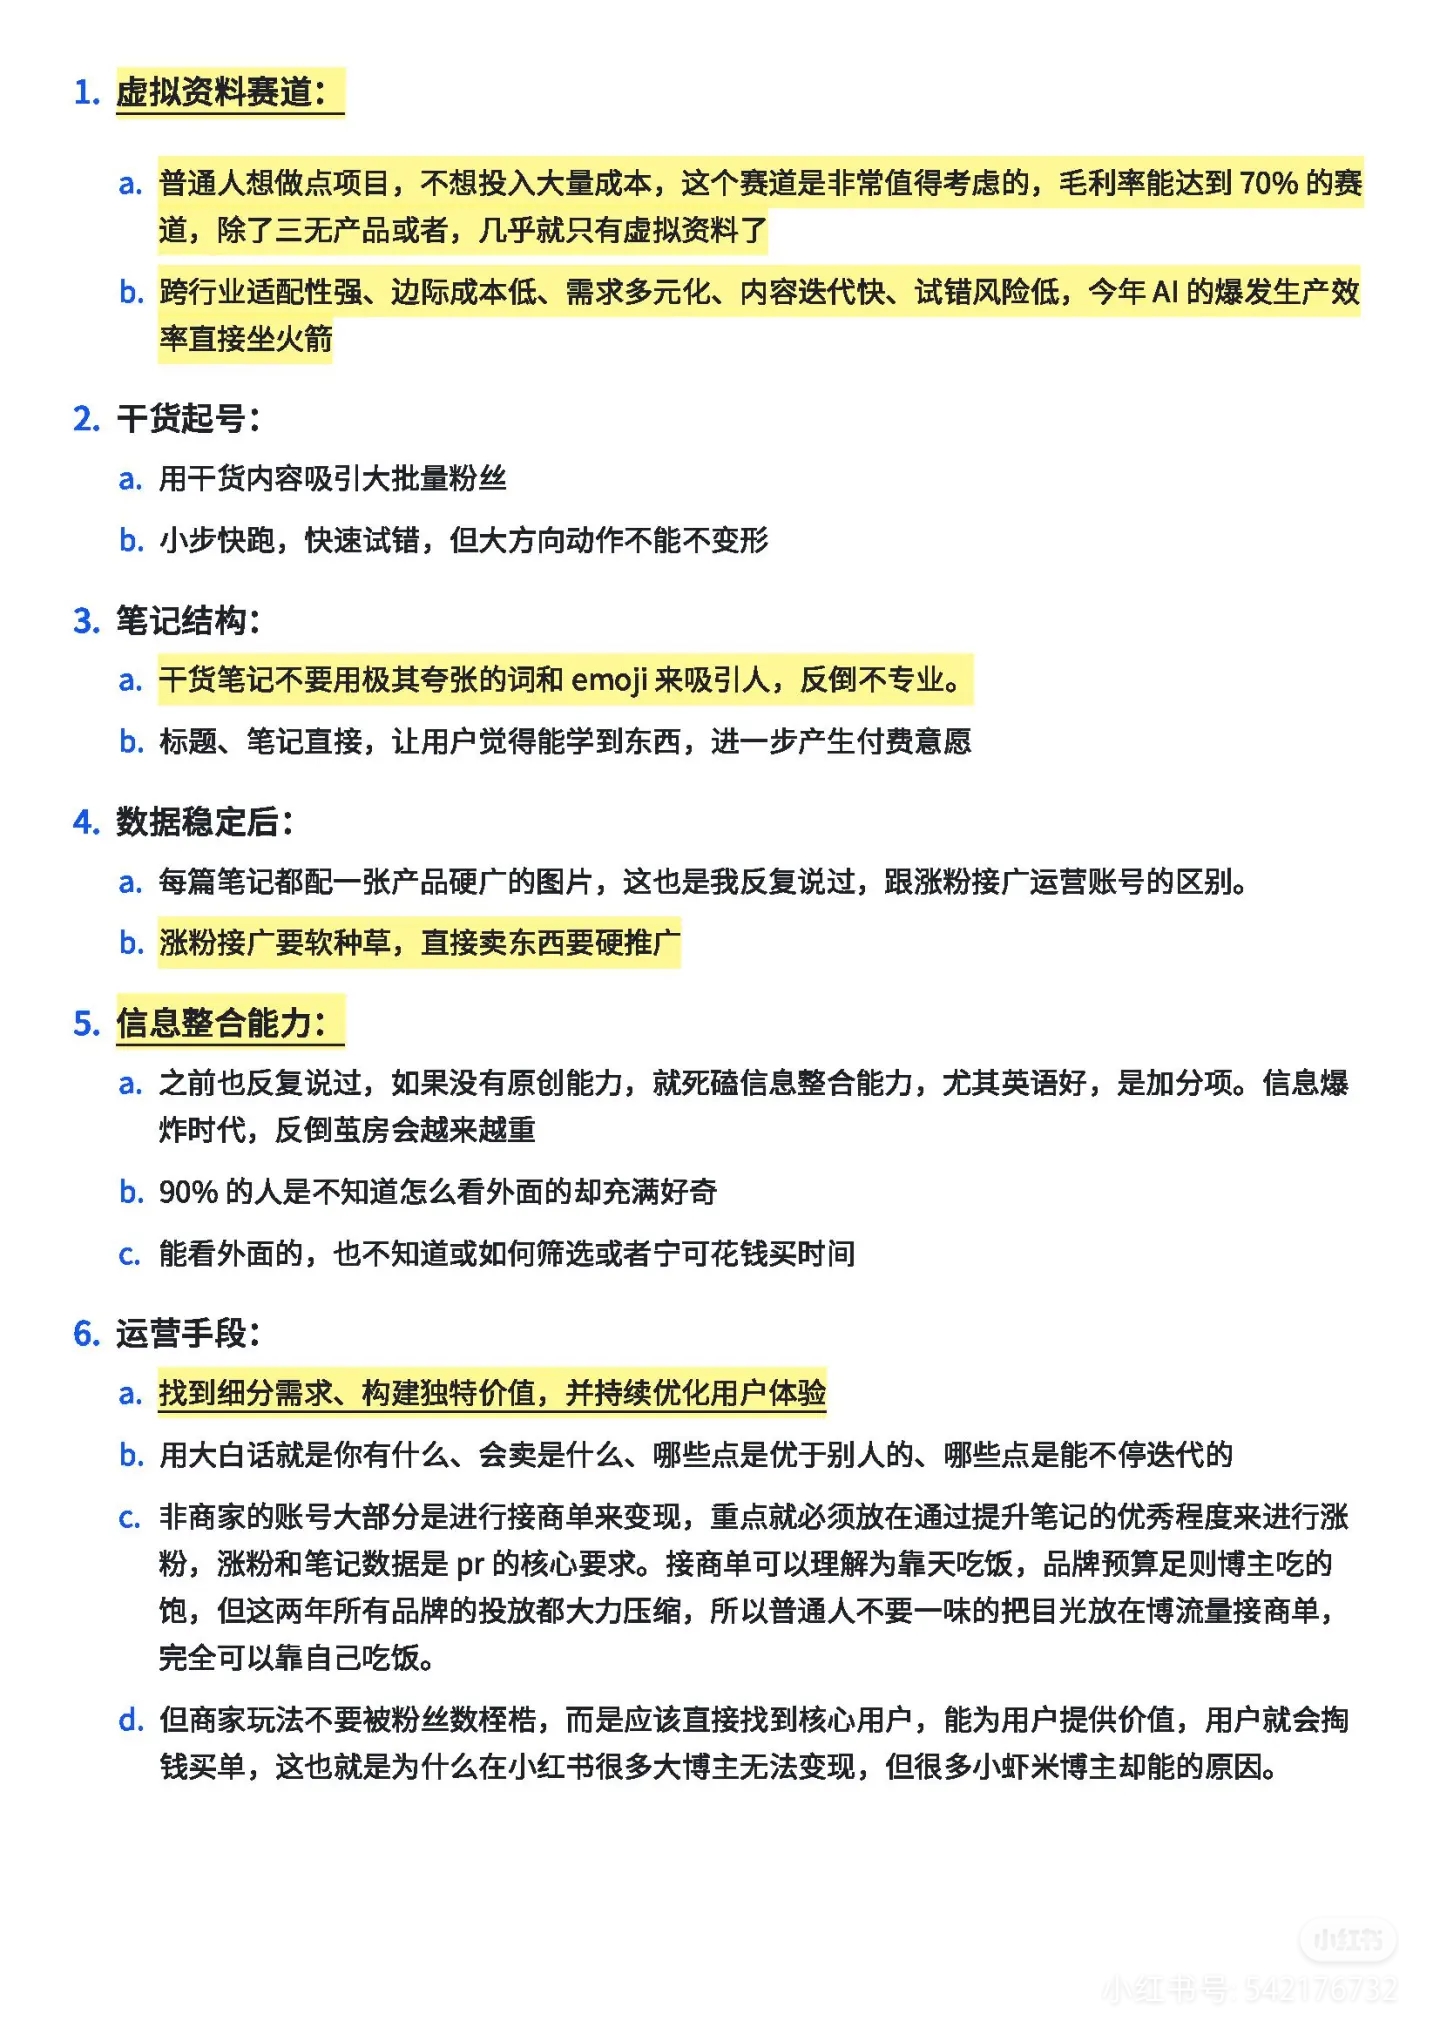 1. 虚拟资料赛道：
a. 普通人想做点项目，不想投入大量成本，这个赛道是非常值得考虑的，毛利率能达到 70% 的赛
道，除了三无产品或者，几乎就只有虚拟资料了
b. 跨行业适配性强、边际成本低、需求多元化、内容迭代快、试错风险低，今年 AI 的爆发生产效
率直接坐火箭
2. 干货起号：
a. 用干货内容吸引大批量粉丝
b. 小步快跑，快速试错，但大方向动作不能不变形
3. 笔记结构：
a. 干货笔记不要用极其夸张的词和 emoji 来吸引人，反倒不专业。
b. 标题、笔记直接，让用户觉得能学到东西，进一步产生付费意愿
4. 数据稳定后：
a. 每篇笔记都配一张产品硬广的图片，这也是我反复说过，跟涨粉接广运营账号的区别。
b. 涨粉接广要软种草，直接卖东西要硬推广
5. 信息整合能力：
a. 之前也反复说过，如果没有原创能力，就死磕信息整合能力，尤其英语好，是加分项。信息爆
炸时代，反倒茧房会越来越重
b. 90% 的人是不知道怎么看外面的却充满好奇
c. 能看外面的，也不知道或如何筛选或者宁可花钱买时间
6. 运营手段：
a. 找到细分需求、构建独特价值，并持续优化用户体验
b. 用大白话就是你有什么、会卖是什么、哪些点是优于别人的、哪些点是能不停迭代的
c. 非商家的账号大部分是进行接商单来变现，重点就必须放在通过提升笔记的优秀程度来进行涨
粉，涨粉和笔记数据是 pr 的核心要求。接商单可以理解为靠天吃饭，品牌预算足则博主吃的
饱，但这两年所有品牌的投放都大力压缩，所以普通人不要一味的把目光放在博流量接商单，
完全可以靠自己吃饭。
d. 但商家玩法不要被粉丝数桎梏，而是应该直接找到核心用户，能为用户提供价值，用户就会掏
钱买单，这也就是为什么在小红书很多大博主无法变现，但很多小虾米博主却能的原因。
小红书
小红书号: 542176732